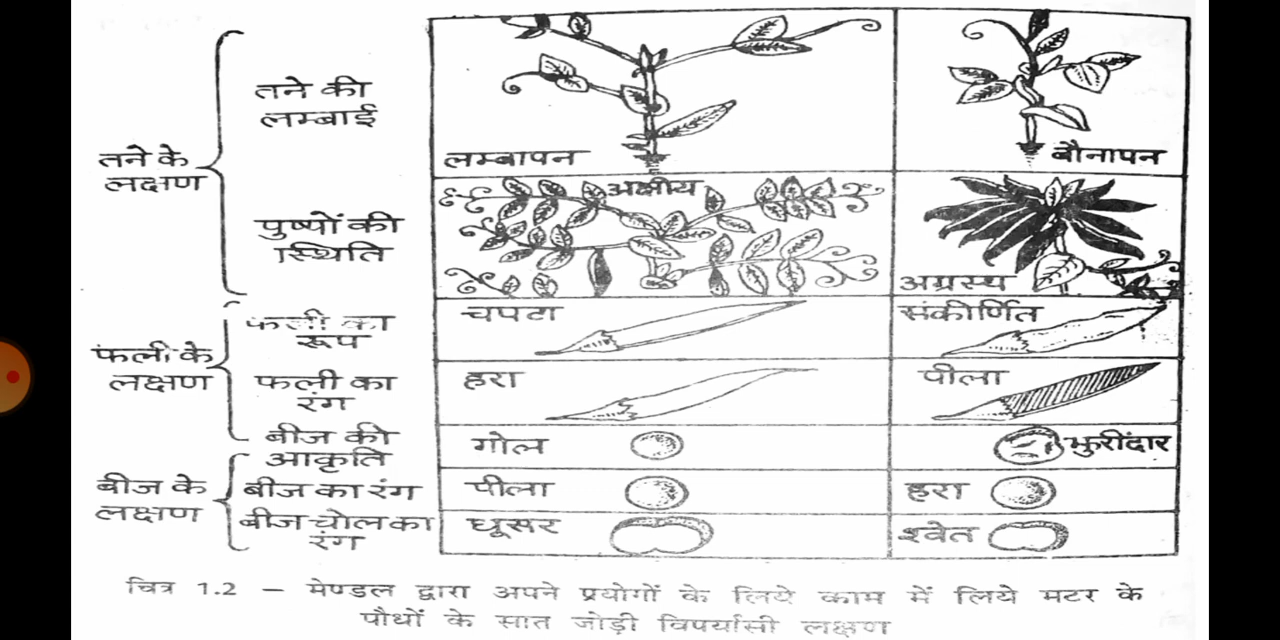 तने के
लक्षण
तने की
लम्बाई
लम्बापन
बौनापन
पुष्पों की
स्थिति
अक्षीय
अग्रस्थ
फली के
लक्षण
फली का
रूप
चपटा
संकीर्णित
फली का
रंग
हरा
पीला
बीज के
लक्षण
बीज की
आकृति
गोल
झुर्रीदार
बीज का रंग
पीला
हरा
बीज चोल का
रंग
धूसर
श्वेत
चित्र 1.2 – मेण्डल द्वारा अपने प्रयोगों के लिये काम में लिये मटर के
पौधों के सात जोड़ी विपर्यासी लक्षण